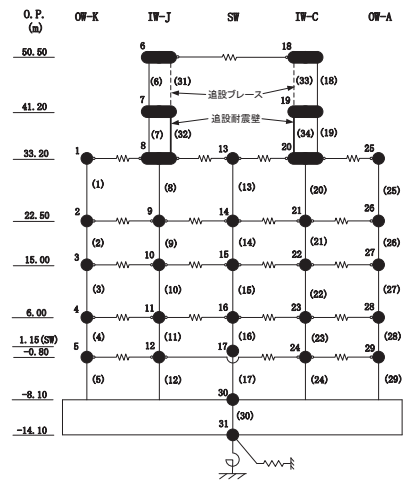 O.P. OW-K IW-J SW IW-C OW-A
(m)
6 18
50.50
(6) (31) (33) (18)
追設ブレース
7 19
41.20
追設耐震壁
(7) (32) (34) (19)
33.20 1 8 13 20 25
(1) (8) (13) (20) (25)
22.50 2 9 14 21 26
(2) (9) (14) (21) (26)
15.00 3 10 15 22 27
(3) (10) (15) (22) (27)
6.00 4 11 16 23 28
(4) (11) (16) (23) (28)
1.15(SW) 17
-0.80 5 12 24 29
(5) (12) (17) (24) (29)
-8.10 30
(30)
-14.10 31